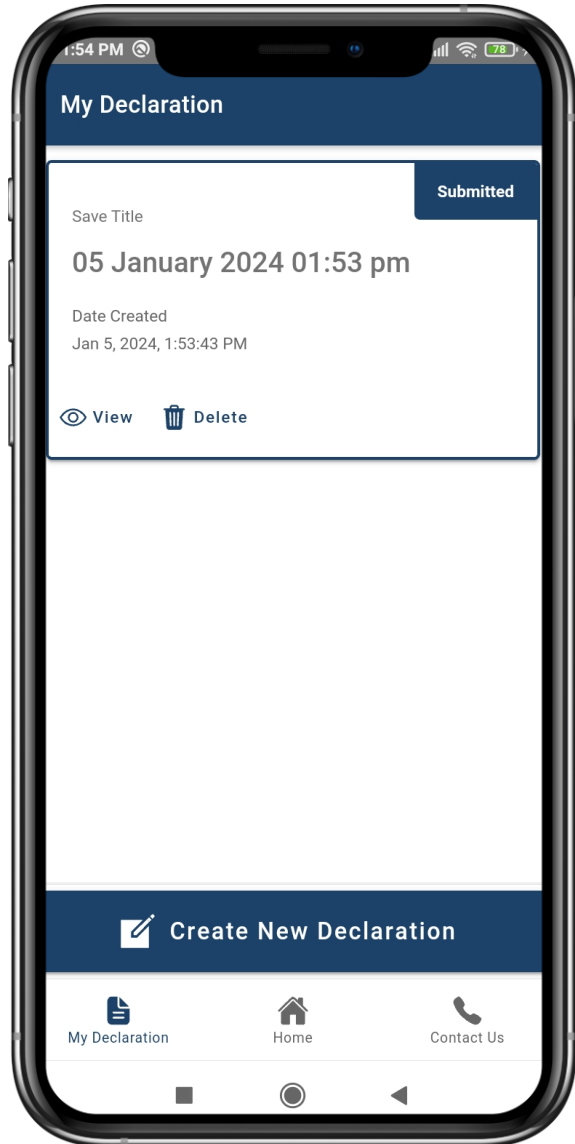 :54 PM
78
My Declaration
Submitted
Save Title
05 January 2024 01:53 pm
Date Created
Jan 5, 2024, 1:53:43 PM
View Delete
Create New Declaration
My Declaration Home Contact Us